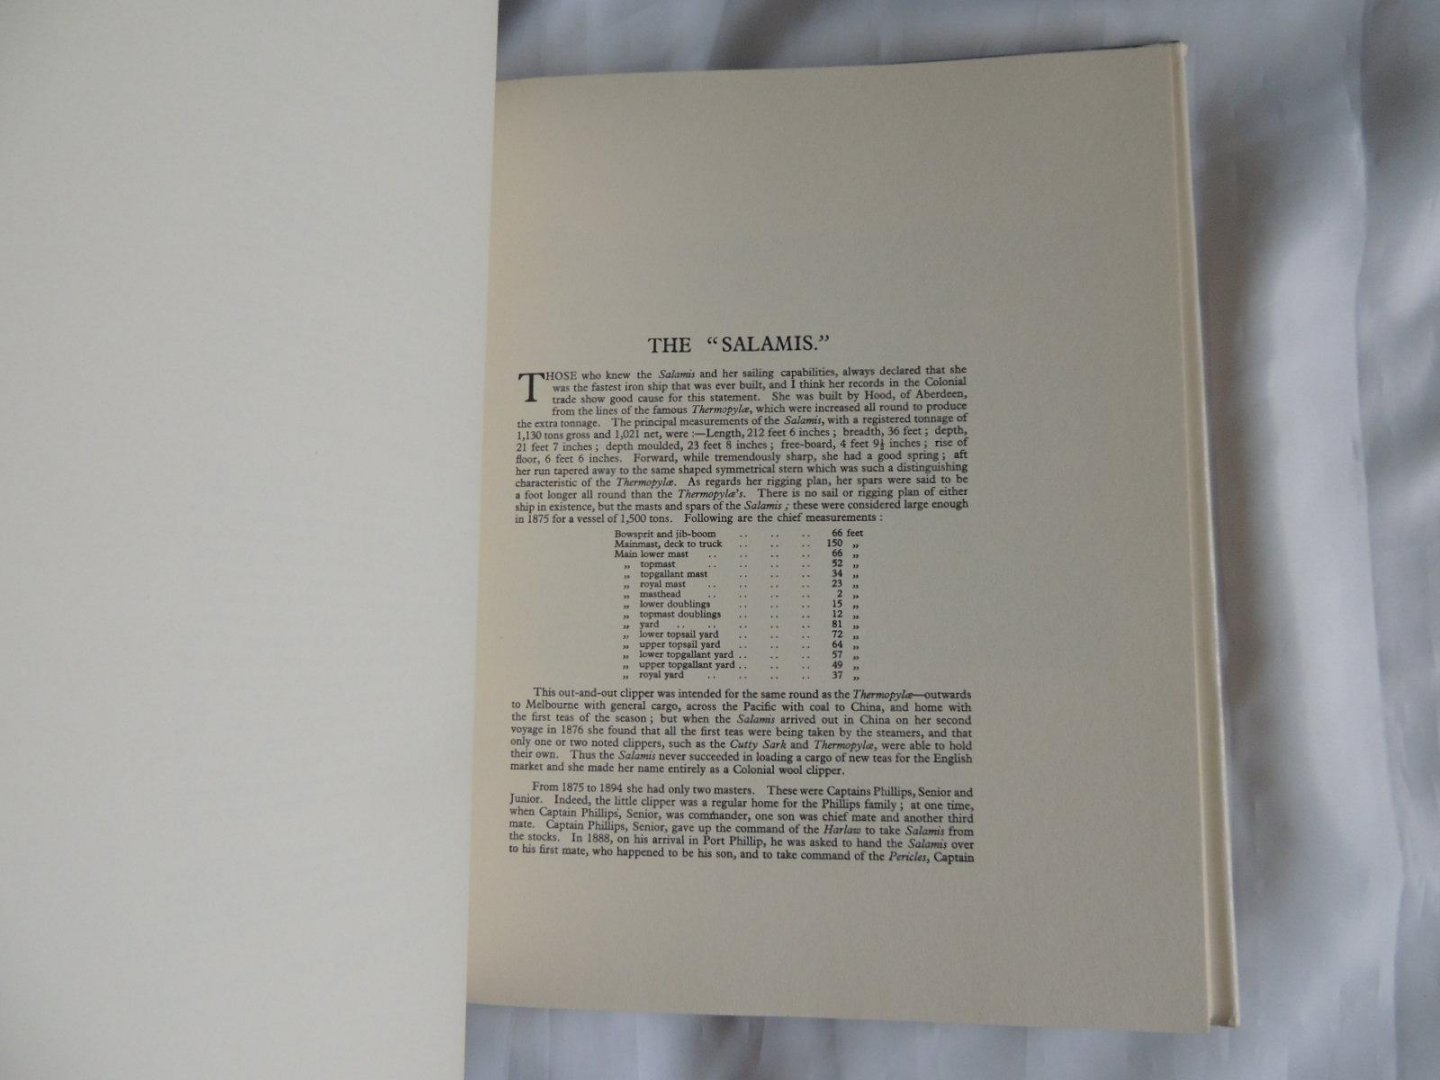 THE "SALAMIS."
THOSE who knew the Salamis and her sailing capabilities, always declared that she
was the fastest iron ship that was ever built, and I think her records in the Colonial
trade show good cause for this statement. She was built by Hood, of Aberdeen,
from the lines of the famous Thermopylæ, which were increased all round to produce
the extra tonnage. The principal measurements of the Salamis, with a registered tonnage of
1,130 tons gross and 1,021 net, were :—Length, 212 feet 6 inches ; breadth, 36 feet ; depth,
21 feet 7 inches ; depth moulded, 23 feet 8 inches ; free-board, 4 feet 9½ inches ; rise of
floor, 6 feet 6 inches. Forward, while tremendously sharp, she had a good spring ; aft
her run tapered away to the same shaped symmetrical stern which was such a distinguishing
characteristic of the Thermopylæ. As regards her rigging plan, her spars were said to be
a foot longer all round than the Thermopylæ's. There is no sail or rigging plan of either
ship in existence, but the masts and spars of the Salamis ; these were considered large enough
in 1875 for a vessel of 1,500 tons. Following are the chief measurements :
Bowsprit and jib-boom .. .. .. 66 feet
Mainmast, deck to truck .. .. .. 150 „
Main lower mast .. .. .. .. 66 „
„ topmast .. .. .. .. 52 „
„ topgallant mast .. .. .. 34 „
„ royal mast .. .. .. .. 23 „
„ masthead .. .. .. .. 2 „
„ lower doublings .. .. .. 15 „
„ topmast doublings .. .. .. 12 „
„ yard .. .. .. .. .. 81 „
„ lower topsail yard .. .. .. 72 „
„ upper topsail yard .. .. .. 64 „
„ lower topgallant yard .. .. .. 57 „
„ upper topgallant yard .. .. .. 49 „
„ royal yard .. .. .. .. 37 „
This out-and-out clipper was intended for the same round as the Thermopylæ—outwards
to Melbourne with general cargo, across the Pacific with coal to China, and home with
the first teas of the season ; but when the Salamis arrived out in China on her second
voyage in 1876 she found that all the first teas were being taken by the steamers, and that
only one or two noted clippers, such as the Cutty Sark and Thermopylæ, were able to hold
their own. Thus the Salamis never succeeded in loading a cargo of new teas for the English
market and she made her name entirely as a Colonial wool clipper.
From 1875 to 1894 she had only two masters. These were Captains Phillips, Senior and
Junior. Indeed, the little clipper was a regular home for the Phillips family ; at one time,
when Captain Phillips, Senior, was commander, one son was chief mate and another third
mate. Captain Phillips, Senior, gave up the command of the Harlaw to take Salamis from
the stocks. In 1888, on his arrival in Port Phillip, he was asked to hand the Salamis over
to his first mate, who happened to be his son, and to take command of the Pericles, Captain